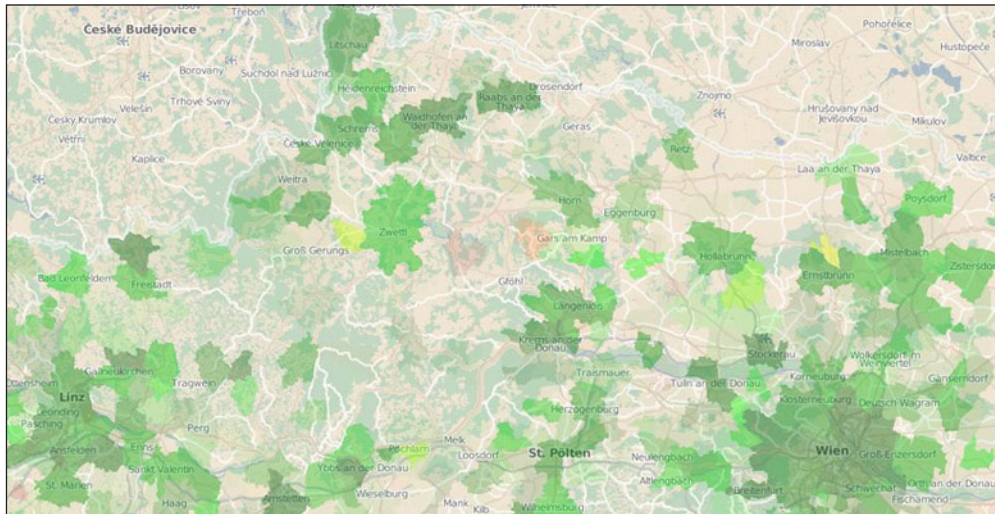 Třeboň
České Budějovice
Pohořelice
Litschau
Miroslav
Hustopeče
Borovany
Suchdol nad Lužnicí
Heidenreichstein
Drosendorf
Raabs an der
Thaya
Znojmo
Velešín
Trhové Sviny
Hrušovany nad
Jevišovkou
Mikulov
Český Krumlov
Waidhofen an
der Thaya
Schrems
Geras
Větřní
České Velenice
Retz
Kaplice
Valtice
Laa an der Thaya
Weitra
Horn
Poysdorf
Eggenburg
Zwettl
Gars am Kamp
Groß Gerungs
Hollabrunn
Mistelbach
Bad Leonfelden
Gföhl
Ernstbrunn
Zistersdorf
Freistadt
Langenlois
Krems an der
Donau
Stockerau
Wolkersdorf im
Weinviertel
Gallneukirchen
Traismauer
Ottensheim
Tragwein
Tulln an der Donau
Korneuburg
Gänserndorf
Linz
Klosterneuburg
Deutsch-Wagram
Leonding
Herzogenburg
Pasching
Perg
Melk
Ansfelden
Enns
Pöchlarn
Loosdorf
St. Pölten
Wien
Neulengbach
Groß-Enzersdorf
Sankt Valentin
Ybbs an der Donau
St. Marien
Wieselburg
Altlengbach
Orth an der Donau
Haag
Amstetten
Mank
Kilb
Wilhelmsburg
Breitenfurt
Schwechat
Fischamend